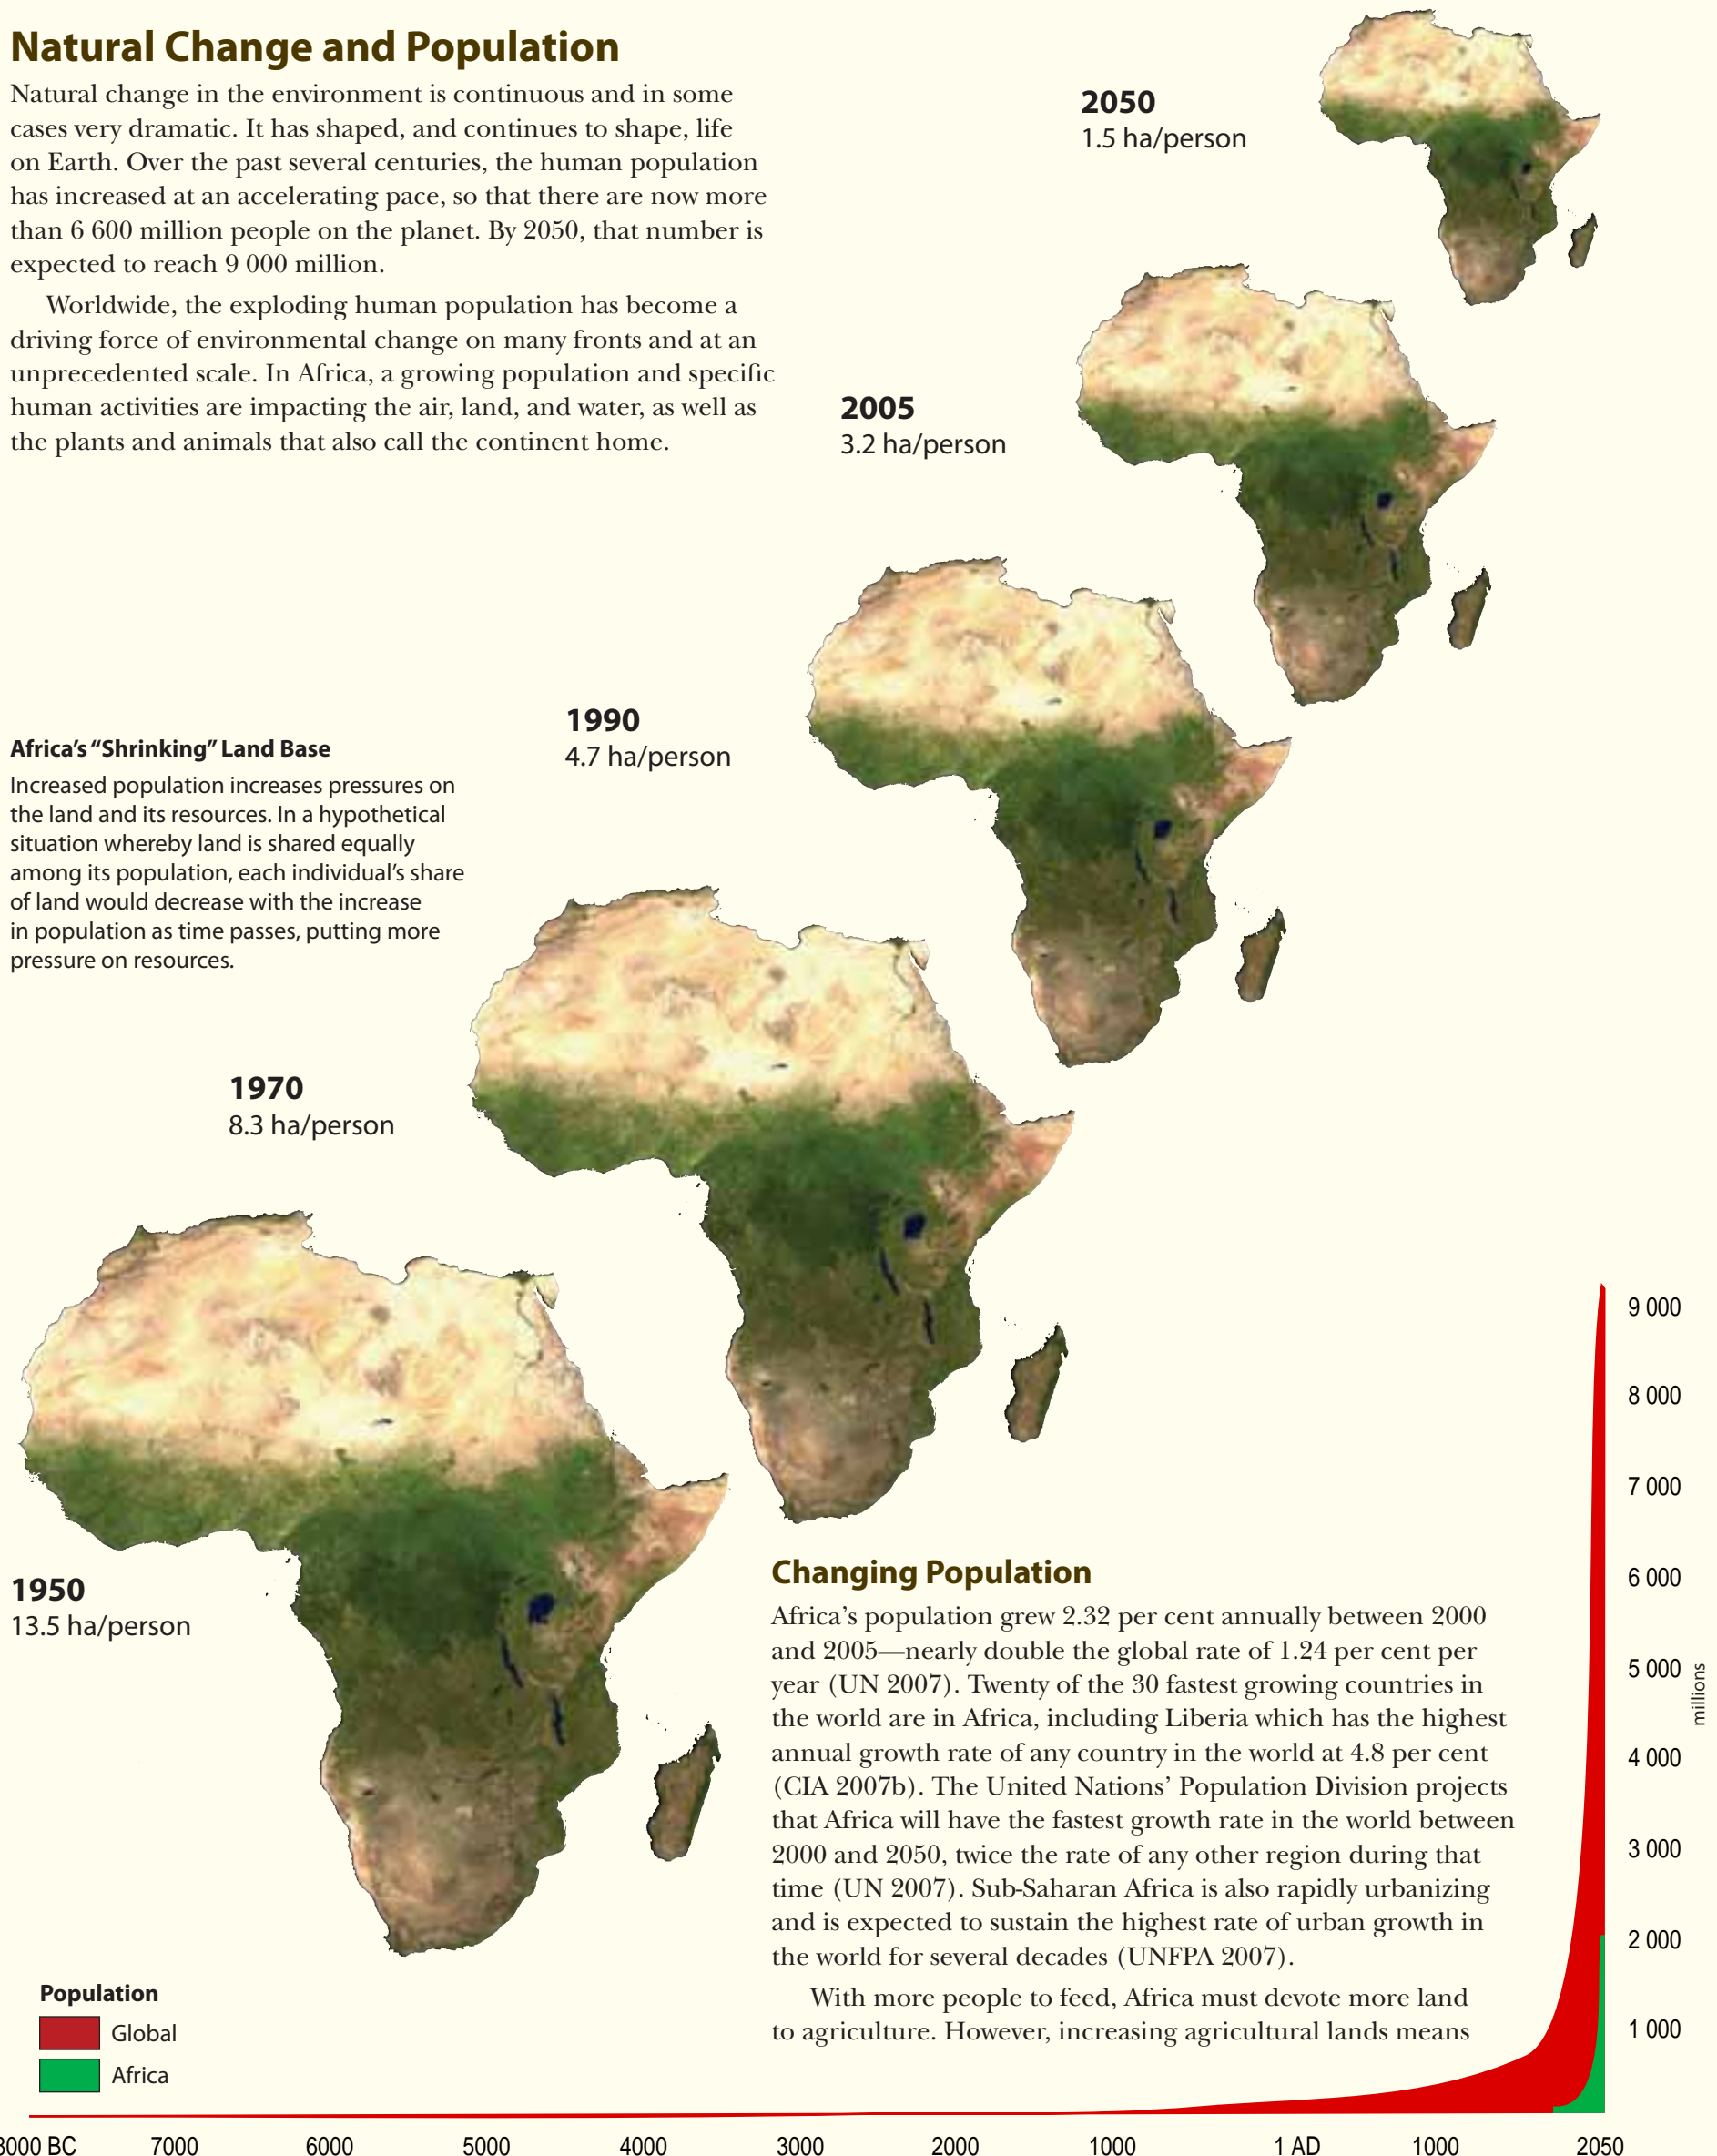 Natural Change and Population
Natural change in the environment is continuous and in some
cases very dramatic. It has shaped, and continues to shape, life
on Earth. Over the past several centuries, the human population
has increased at an accelerating pace, so that there are now more
than 6 600 million people on the planet. By 2050, that number is
expected to reach 9 000 million.
Worldwide, the exploding human population has become a
driving force of environmental change on many fronts and at an
unprecedented scale. In Africa, a growing population and specific
human activities are impacting the air, land, and water, as well as
the plants and animals that also call the continent home.
2050
1.5 ha/person
2005
3.2 ha/person
1990
4.7 ha/person
Africa's "Shrinking" Land Base
Increased population increases pressures on
the land and its resources. In a hypothetical
situation whereby land is shared equally
among its population, each individual's share
of land would decrease with the increase
in population as time passes, putting more
pressure on resources.
1970
8.3 ha/person
1950
13.5 ha/person
Changing Population
Africa's population grew 2.32 per cent annually between 2000
and 2005—nearly double the global rate of 1.24 per cent per
year (UN 2007). Twenty of the 30 fastest growing countries in
the world are in Africa, including Liberia which has the highest
annual growth rate of any country in the world at 4.8 per cent
(CIA 2007b). The United Nations' Population Division projects
that Africa will have the fastest growth rate in the world between
2000 and 2050, twice the rate of any other region during that
time (UN 2007). Sub-Saharan Africa is also rapidly urbanizing
and is expected to sustain the highest rate of urban growth in
the world for several decades (UNFPA 2007).
With more people to feed, Africa must devote more land
to agriculture. However, increasing agricultural lands means
Population
Global
Africa
9 000
8 000
7 000
6 000
5 000
4 000
3 000
2 000
1 000
millions
8000 BC 7000 6000 5000 4000 3000 2000 1000 1 AD 1000 2050